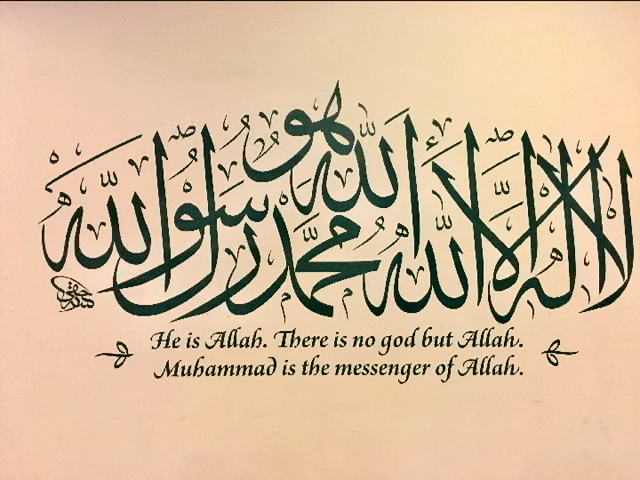 هو الله
لا إله إلا الله محمد رسول الله
He is Allah. There is no god but Allah.
Muhammad is the messenger of Allah.